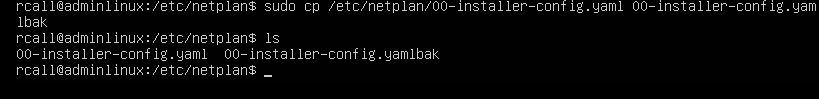 rcall@adminlinux:/etc/netplan$ sudo cp /etc/netplan/00-installer-config.yaml 00-installer-config.yam
lbak
rcall@adminlinux:/etc/netplan$ ls
00-installer-config.yaml  00-installer-config.yamlbak
rcall@adminlinux:/etc/netplan$ _